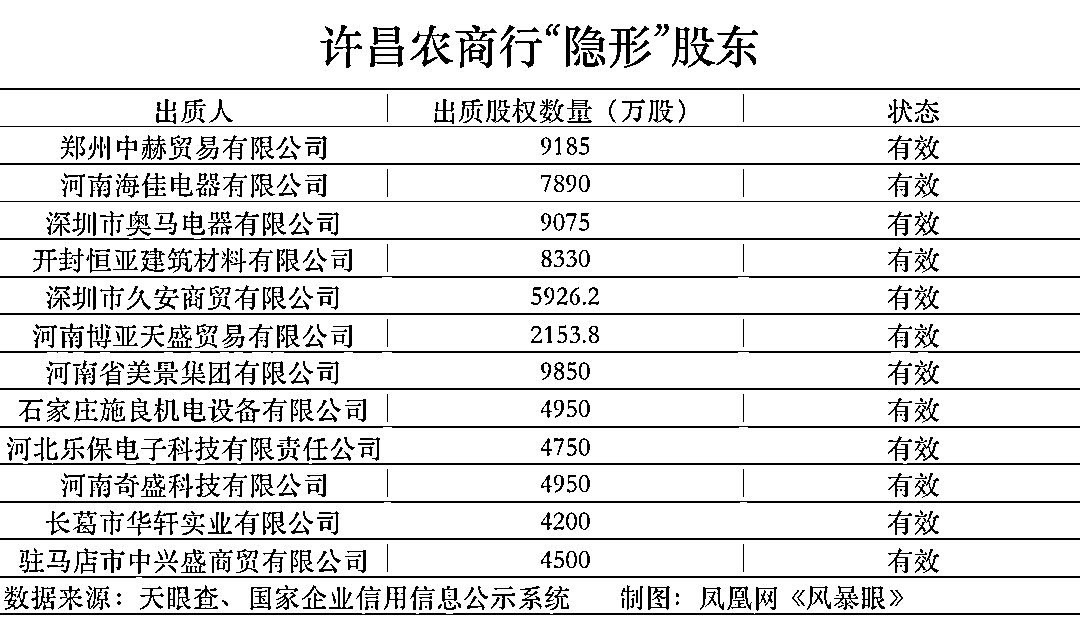 许昌农商行“隐形”股东
出质人 出质股权数量（万股） 状态
郑州中赫贸易有限公司 9185 有效
河南海佳电器有限公司 7890 有效
深圳市奥马电器有限公司 9075 有效
开封恒亚建筑材料有限公司 8330 有效
深圳市久安商贸有限公司 5926.2 有效
河南博亚天盛贸易有限公司 2153.8 有效
河南省美景集团有限公司 9850 有效
石家庄施良机电设备有限公司 4950 有效
河北乐保电子科技有限责任公司 4750 有效
河南奇盛科技有限公司 4950 有效
长葛市华轩实业有限公司 4200 有效
驻马店市中兴盛商贸有限公司 4500 有效
数据来源：天眼查、国家企业信用信息公示系统 制图：凤凰网《风暴眼》